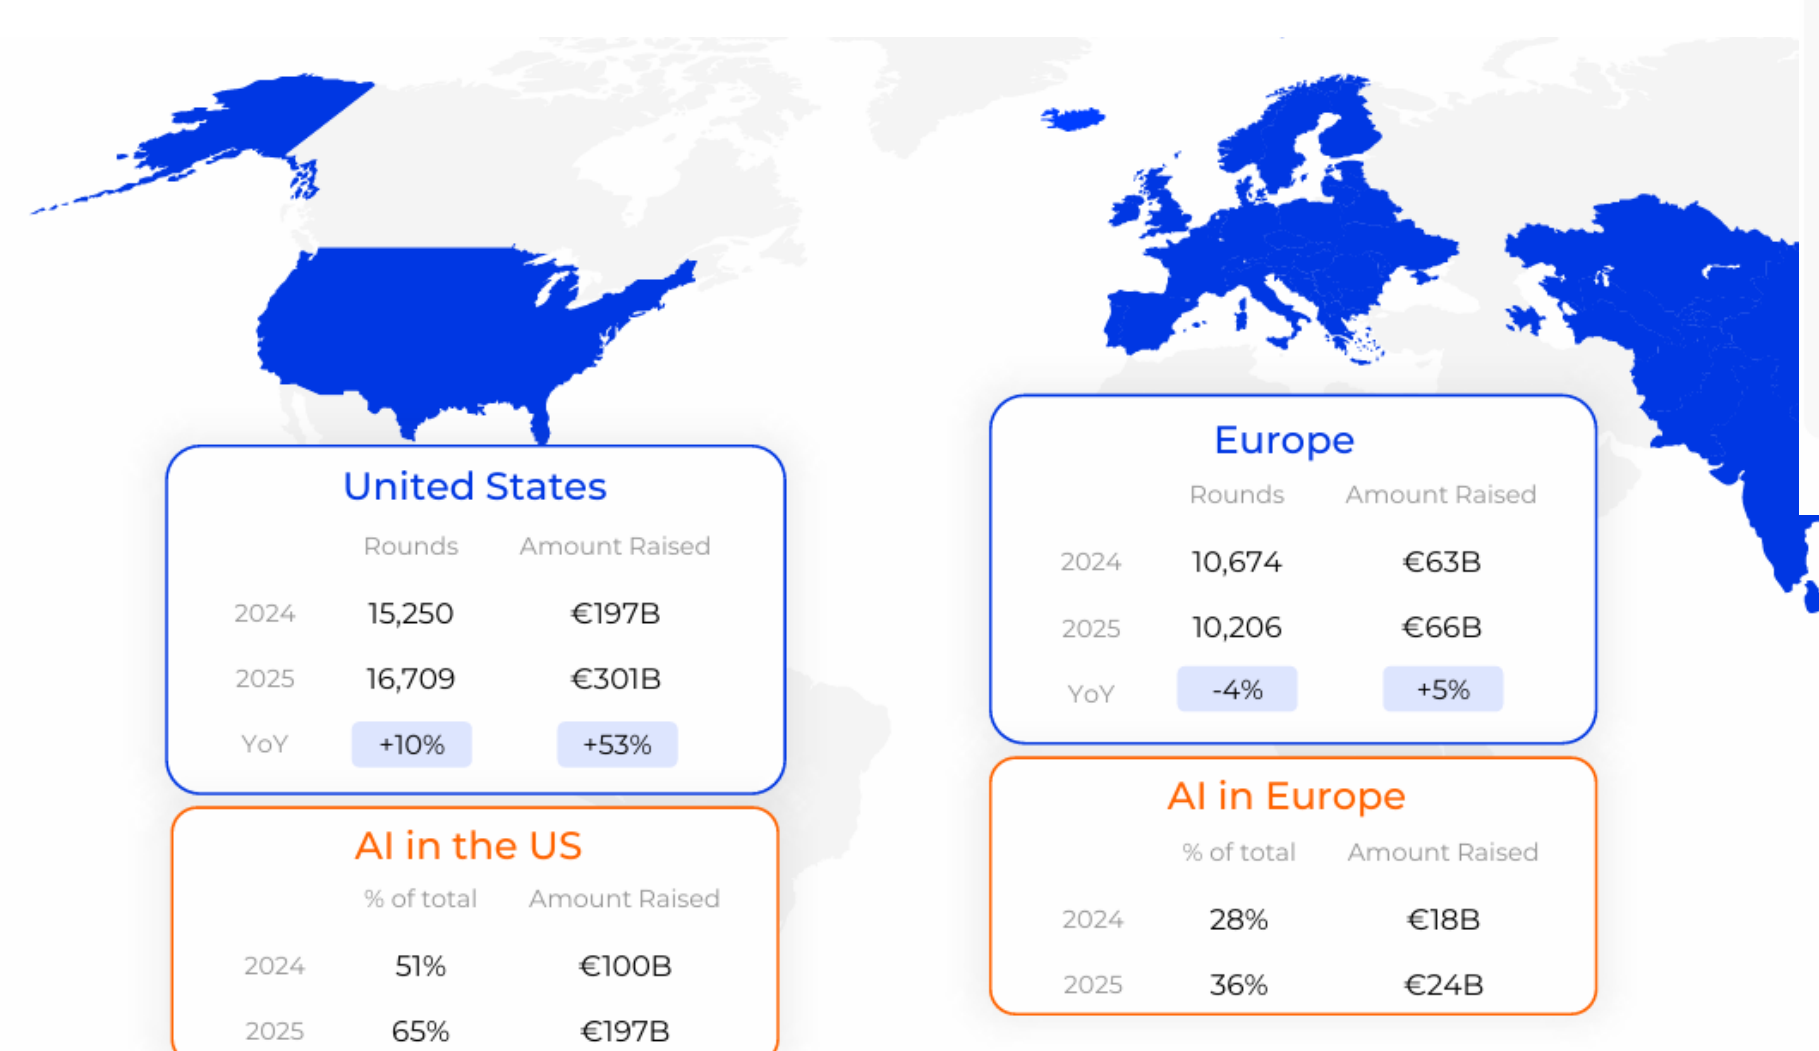 United States
Rounds Amount Raised
2024 15,250 €197B
2025 16,709 €301B
YoY +10% +53%
AI in the US
% of total Amount Raised
2024 51% €100B
2025 65% €197B
Europe
Rounds Amount Raised
2024 10,674 €63B
2025 10,206 €66B
YoY -4% +5%
AI in Europe
% of total Amount Raised
2024 28% €18B
2025 36% €24B